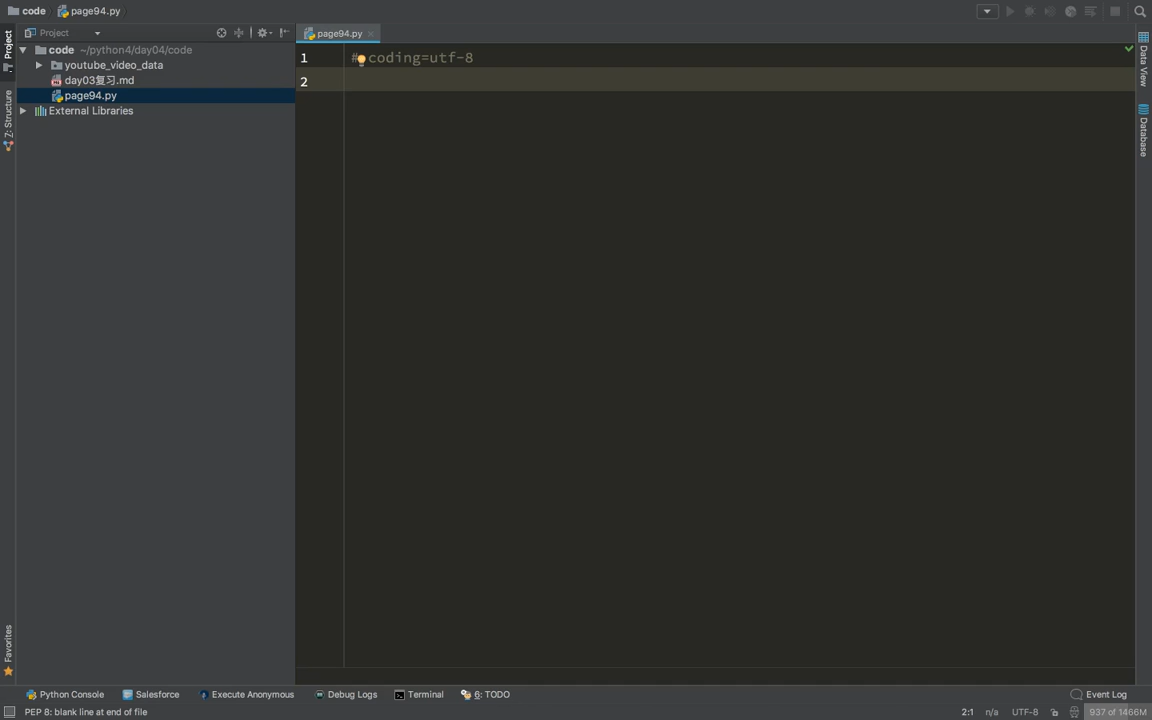 code page94.py
Project
page94.py
code ~/python4/day04/code
youtube_video_data
day03复习.md
page94.py
External Libraries
Project
Z: Structure
Favorites
1 # coding=utf-8
2
Data View
Database
Python Console Salesforce Execute Anonymous Debug Logs Terminal 6: TODO Event Log
PEP 8: blank line at end of file 2:1 n/a UTF-8 937 of 1466M